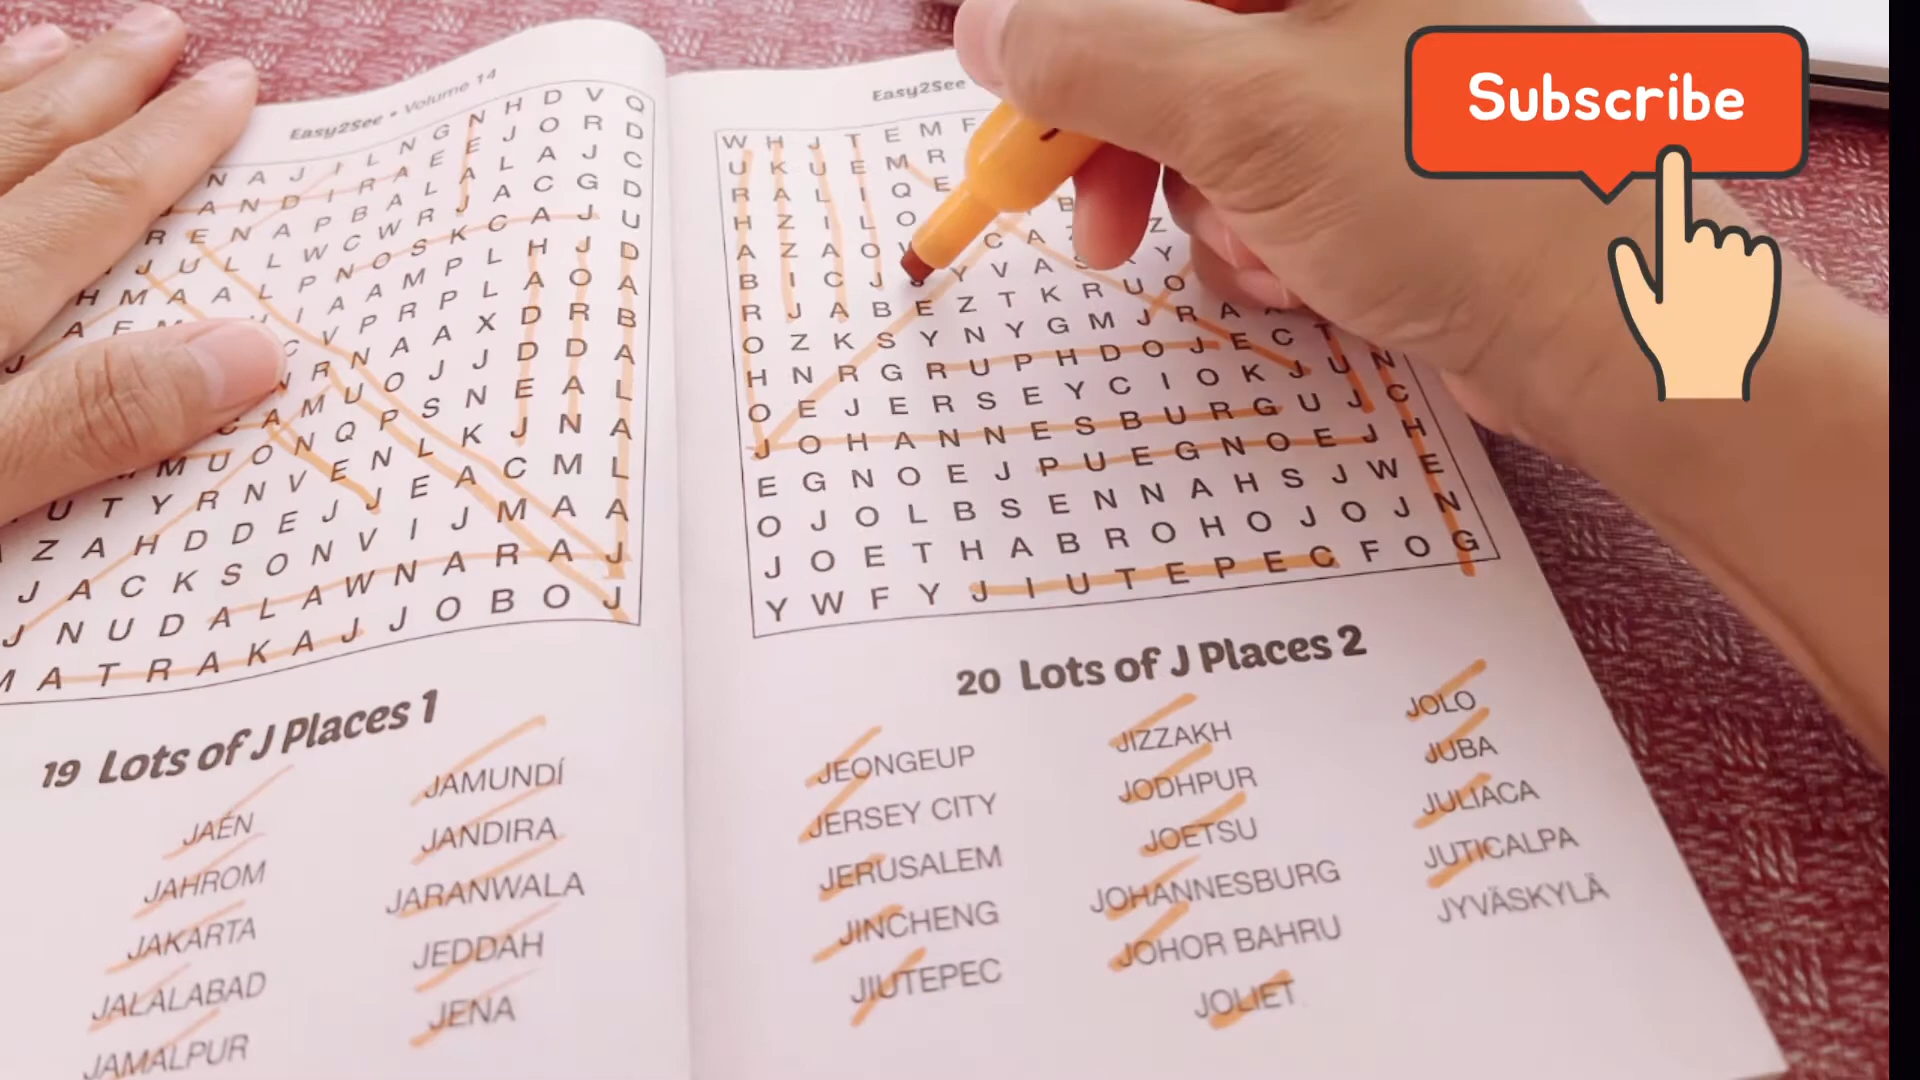 Subscribe
Easy2See • Volume 14
N H D V Q
N A J I L N G E J O R D
J A N D I R A E E L A J C
R E N A P B A L A A C G D
J U L L W C W R J C A J U
H M A A L P N O S K H J D
M U O N Q P S N E A L
U T Y R N V E N L K J N A
Z A H D D E J J E A C M L
J A C K S O N V I J M A A
J N U D A L A W N A R A J
M A T R A K A J J O B O J
19 Lots of J Places 1
JAÉN
JAHROM
JAKARTA
JALALABAD
JAMALPUR
JAMUNDÍ
JANDIRA
JARANWALA
JEDDAH
JENA
Easy2See
W H J T E M F
U K U E M R
R A L I Q E
H Z I L O
A Z A O C A Z
B I C J Y V A S K Y
R J A B E Z T K R U O
O Z K S Y N Y G M J R A
H N R G R U P H D O J E C T
O E J E R S E Y C I O K J U N
J O H A N N E S B U R G U J C
E G N O E J P U E G N O E J H
O J O L B S E N N A H S J W E
J O E T H A B R O H O J O J N
Y W F Y J I U T E P E C F O G
20 Lots of J Places 2
JEONGEUP
JERSEY CITY
JERUSALEM
JINCHENG
JIUTEPEC
JIZZAKH
JODHPUR
JOETSU
JOHANNESBURG
JOHOR BAHRU
JOLIET
JOLO
JUBA
JULIACA
JUTICALPA
JYVÄSKYLÄ